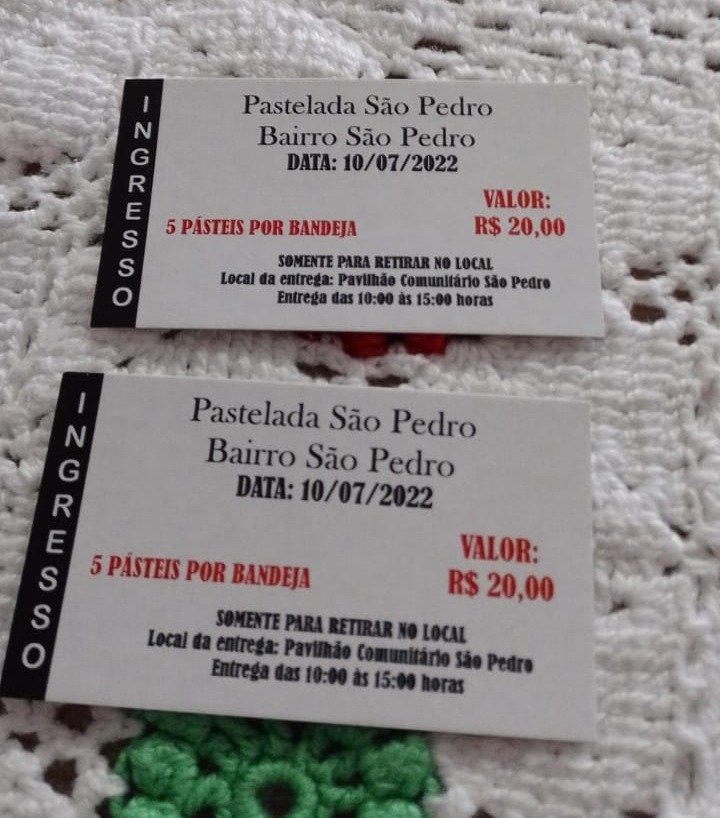 INGRESSO
Pastelada São Pedro
Bairro São Pedro
DATA: 10/07/2022
VALOR:
5 PÁSTEIS POR BANDEJA
R$ 20,00
SOMENTE PARA RETIRAR NO LOCAL
Local da entrega: Pavilhão Comunitário São Pedro
Entrega das 10:00 às 15:00 horas
INGRESSO
Pastelada São Pedro
Bairro São Pedro
DATA: 10/07/2022
VALOR:
5 PÁSTEIS POR BANDEJA
R$ 20,00
SOMENTE PARA RETIRAR NO LOCAL
Local da entrega: Pavilhão Comunitário São Pedro
Entrega das 10:00 às 15:00 horas